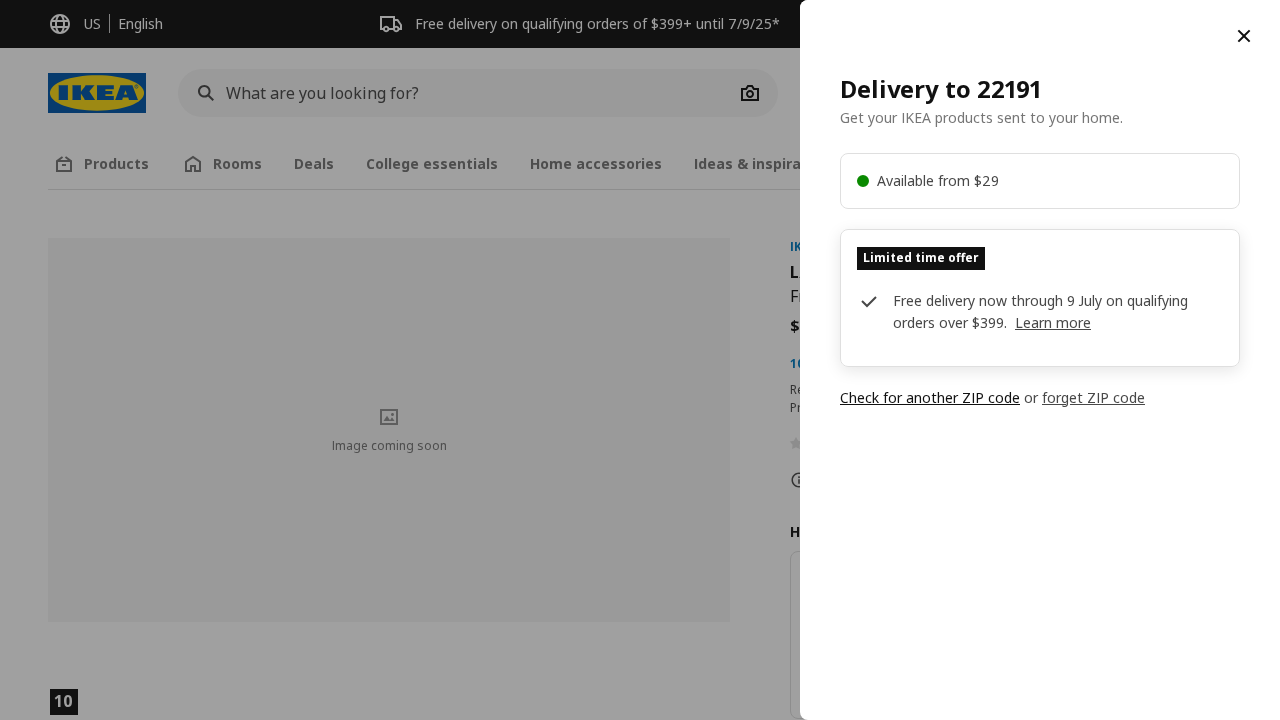 US English
Free delivery on qualifying orders of $399+ until 7/9/25*
IKEA
What are you looking for?
Products
Rooms
Deals
College essentials
Home accessories
Ideas &
Image coming soon
10
$
10
Delivery to 22191
Get your IKEA products sent to your home.
Available from $29
Limited time offer
Free delivery now through 9 July on qualifying
orders over $399. Learn more
Check for another ZIP code or forget ZIP code